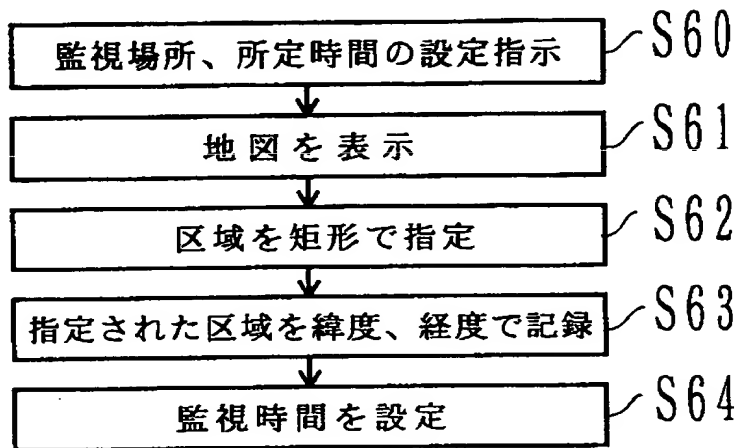 監視場所、所定時間の設定指示 S60
地図を表示 S61
区域を矩形で指定 S62
指定された区域を緯度、経度で記録 S63
監視時間を設定 S64